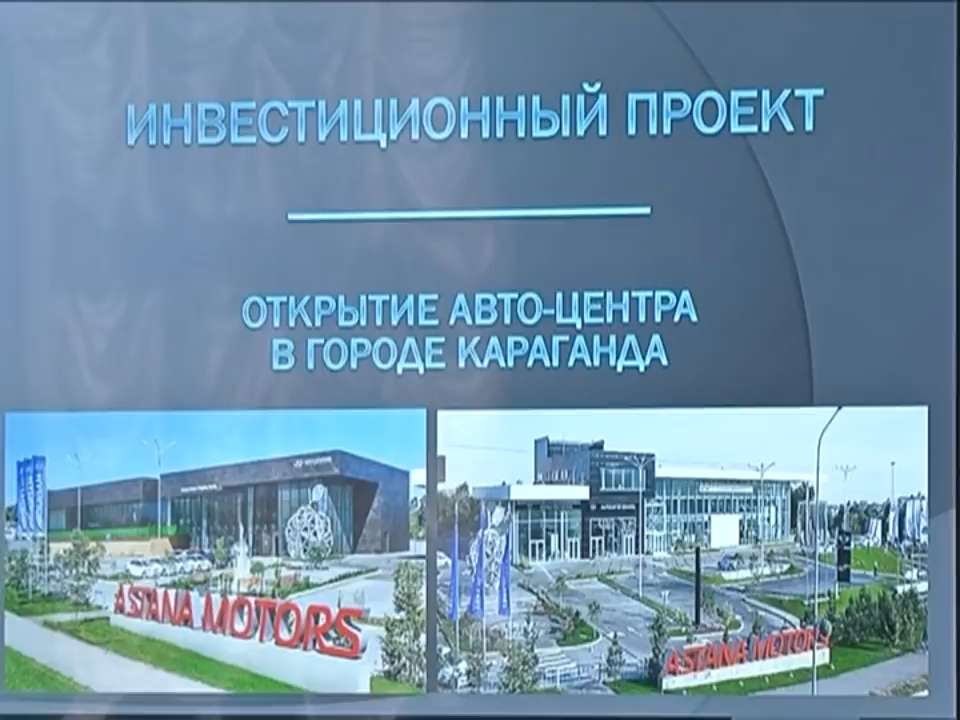 ИНВЕСТИЦИОННЫЙ ПРОЕКТ
ОТКРЫТИЕ АВТО-ЦЕНТРА
В ГОРОДЕ КАРАГАНДА
ASTANA MOTORS
ASTANA MOTORS